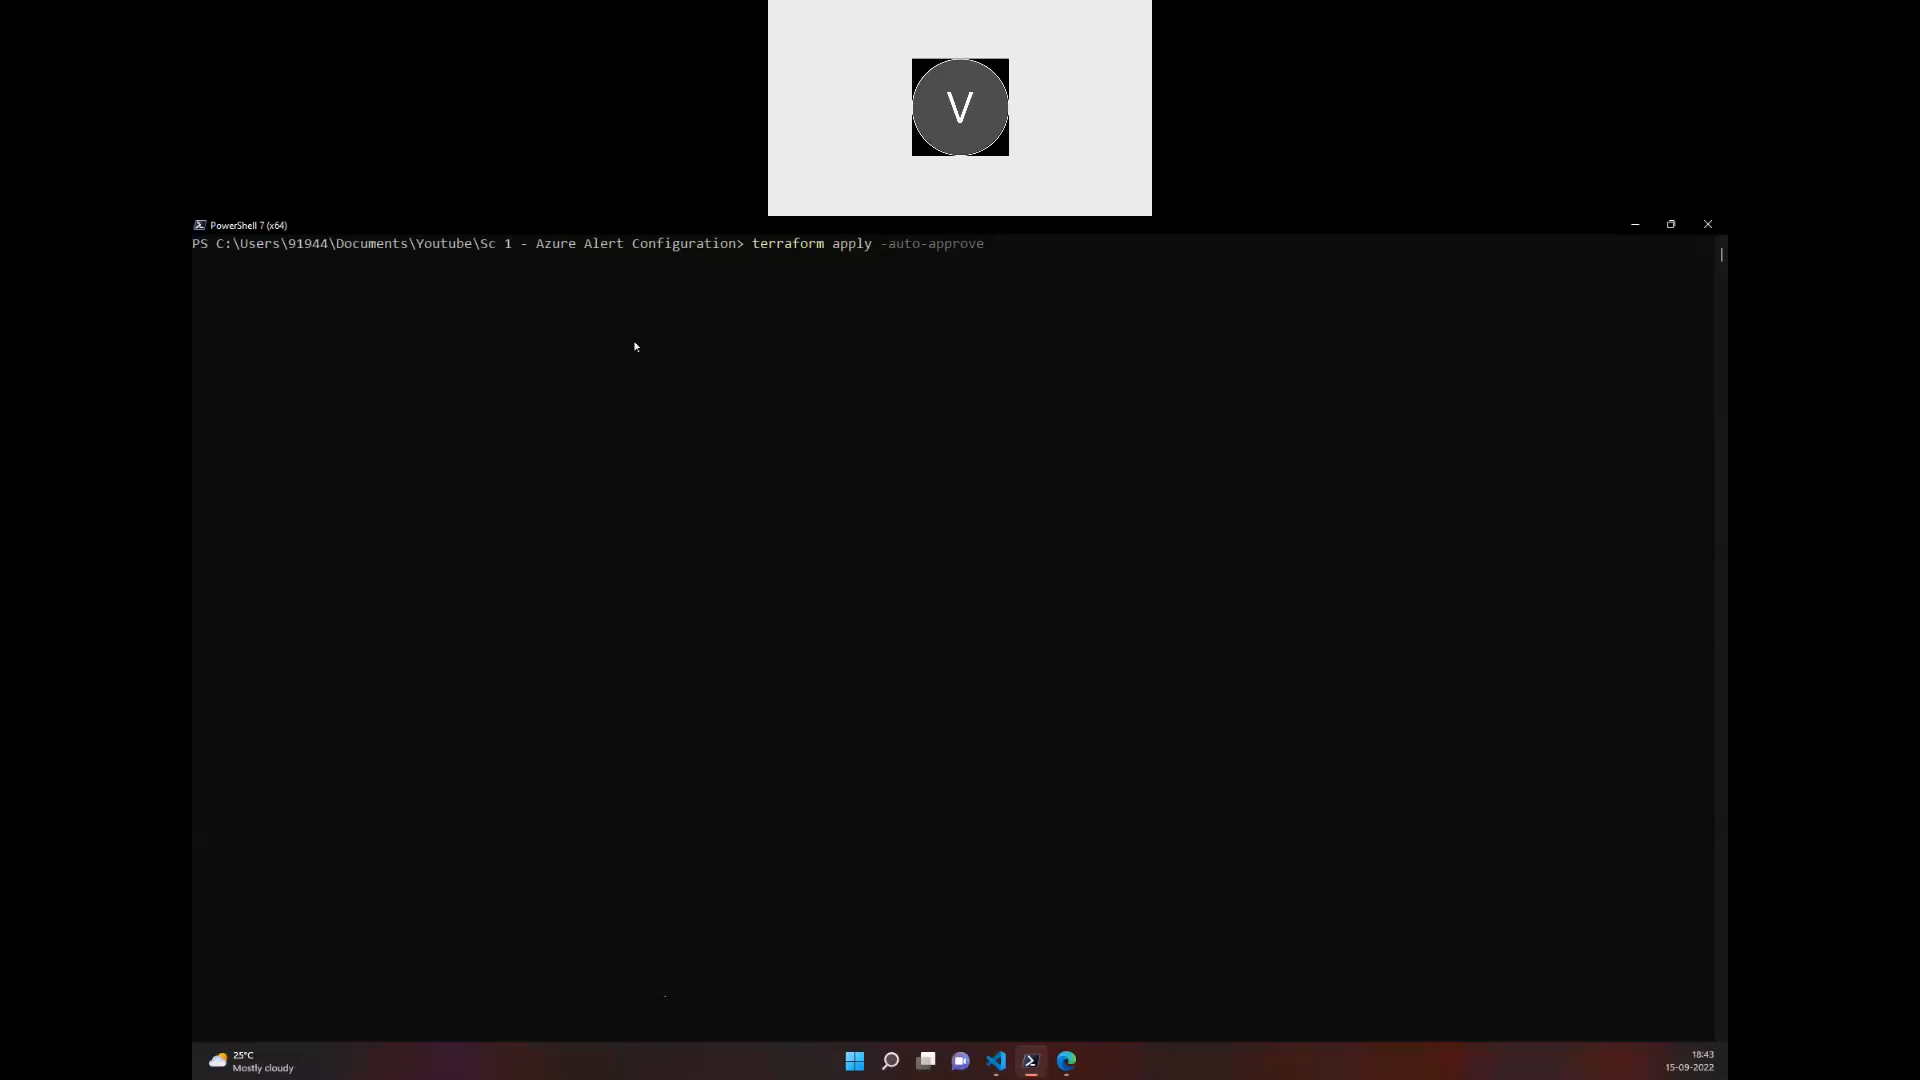 V
PowerShell 7 (x64)
PS C:\Users\91944\Documents\Youtube\Sc 1 - Azure Alert Configuration> terraform apply -auto-approve
25°C
Mostly cloudy
18:43
15-09-2022